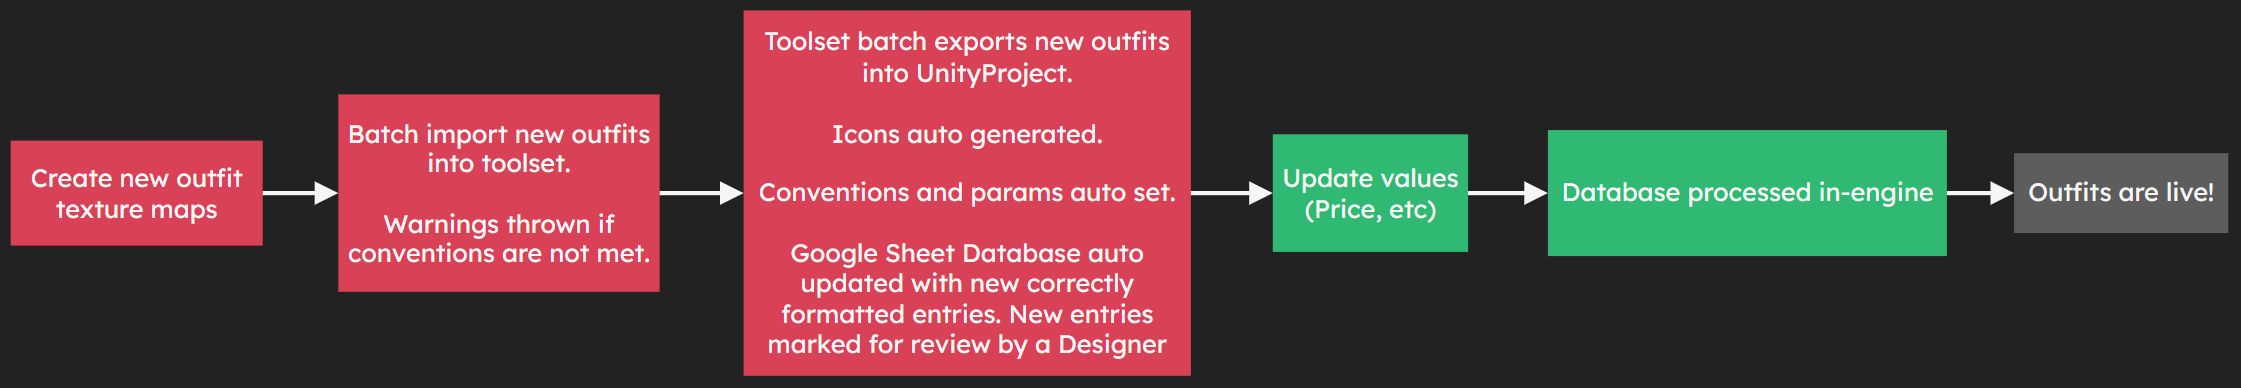 Create new outfit
texture maps
Batch import new outfits
into toolset.
Warnings thrown if
conventions are not met.
Toolset batch exports new outfits
into UnityProject.
Icons auto generated.
Conventions and params auto set.
Google Sheet Database auto
updated with new correctly
formatted entries. New entries
marked for review by a Designer
Update values
(Price, etc)
Database processed in-engine
Outfits are live!